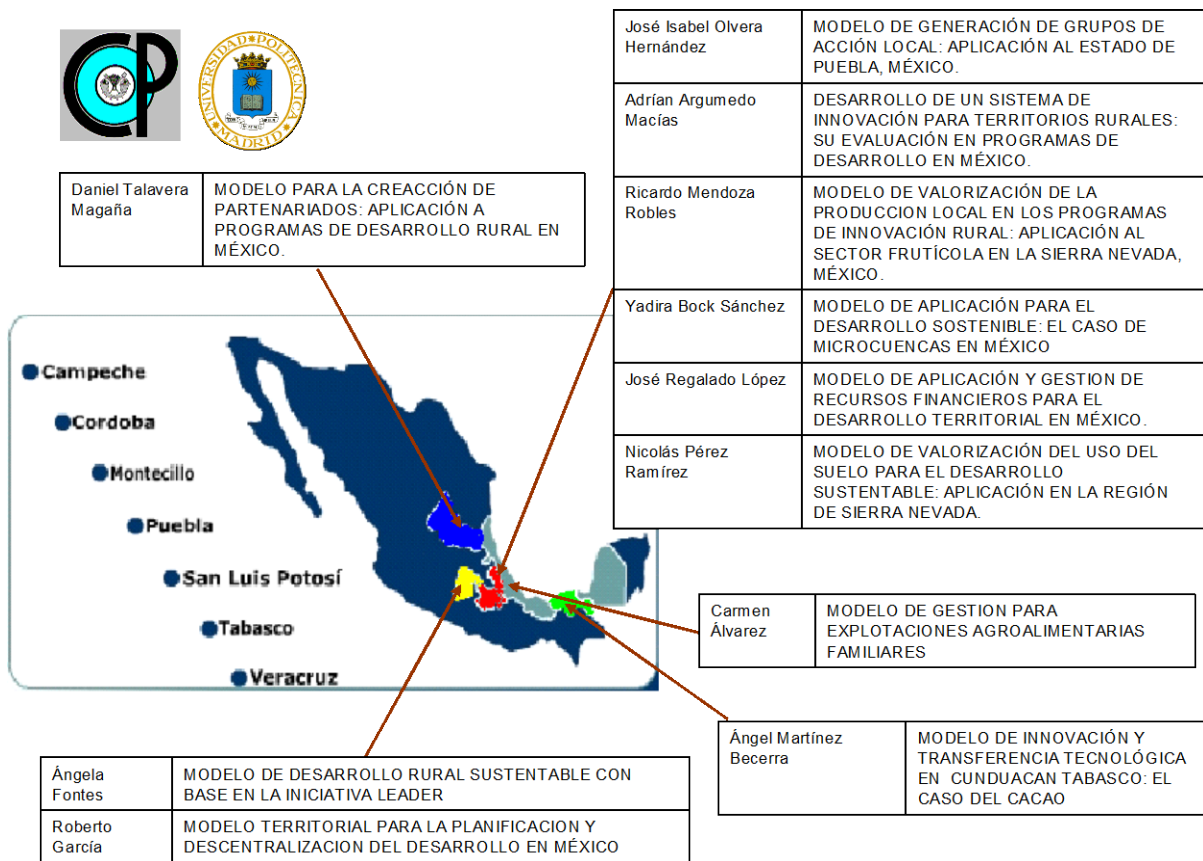 CP
UNIVERSIDAD POLITÉCNICA
MADRID
José Isabel Olvera
Hernández
MODELO DE GENERACIÓN DE GRUPOS DE
ACCIÓN LOCAL: APLICACIÓN AL ESTADO DE
PUEBLA, MÉXICO.
Adrían Argumedo
Macías
DESARROLLO DE UN SISTEMA DE
INNOVACIÓN PARA TERRITORIOS RURALES:
SU EVALUACIÓN EN PROGRAMAS DE
DESARROLLO EN MÉXICO.
Ricardo Mendoza
Robles
MODELO DE VALORIZACIÓN DE LA
PRODUCCION LOCAL EN LOS PROGRAMAS
DE INNOVACIÓN RURAL: APLICACIÓN AL
SECTOR FRUTÍCOLA EN LA SIERRA NEVADA,
MÉXICO.
Yadira Bock Sánchez
MODELO DE APLICACIÓN PARA EL
DESARROLLO SOSTENIBLE: EL CASO DE
MICROCUENCAS EN MÉXICO
José Regalado López
MODELO DE APLICACIÓN Y GESTION DE
RECURSOS FINANCIEROS PARA EL
DESARROLLO TERRITORIAL EN MÉXICO.
Nicolás Pérez
Ramírez
MODELO DE VALORIZACIÓN DEL USO DEL
SUELO PARA EL DESARROLLO
SUSTENTABLE: APLICACIÓN EN LA REGIÓN
DE SIERRA NEVADA.
Daniel Talavera
Magaña
MODELO PARA LA CREACCIÓN DE
PARTENARIADOS: APLICACIÓN A
PROGRAMAS DE DESARROLLO RURAL EN
MÉXICO.
Campeche
Cordoba
Montecillo
Puebla
San Luis Potosí
Tabasco
Veracruz
Carmen
Álvarez
MODELO DE GESTION PARA
EXPLOTACIONES AGROALIMENTARIAS
FAMILIARES
Ángel Martínez
Becerra
MODELO DE INNOVACIÓN Y
TRANSFERENCIA TECNOLÓGICA
EN CUNDUACAN TABASCO: EL
CASO DEL CACAO
Ángela
Fontes
MODELO DE DESARROLLO RURAL SUSTENTABLE CON
BASE EN LA INICIATIVA LEADER
Roberto
García
MODELO TERRITORIAL PARA LA PLANIFICACION Y
DESCENTRALIZACION DEL DESARROLLO EN MÉXICO